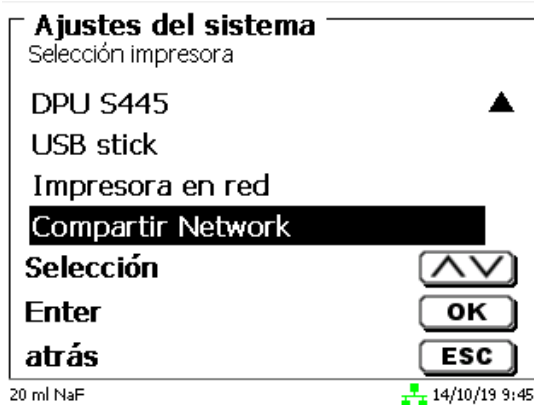 Ajustes del sistema
Selección impresora
DPU S445
USB stick
Impresora en red
Compartir Network
Selección
Enter OK
atrás ESC
20 ml NaF 14/10/19 9:45